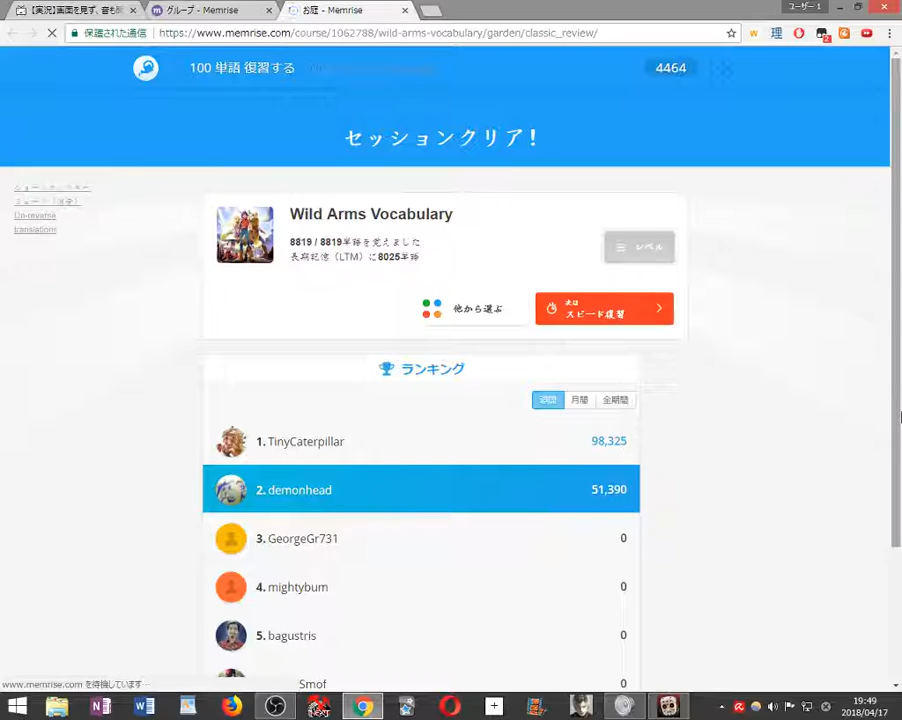 【実況】画面を見ず、音も
グループ - Memrise
お庭 - Memrise
ユーザー 1
保護された通信
https://www.memrise.com/course/1062788/wild-arms-vocabulary/garden/classic_review/
100 単語 復習する
4464
セッションクリア!
Un-reverse
translations
Wild Arms Vocabulary
8819 / 8819単語を覚えました
長期記憶（LTM）に8025単語
レベル
他から選ぶ
次は
スピード復習
ランキング
週間 月間 全期間
1. TinyCaterpillar 98,325
2. demonhead 51,390
3. GeorgeGr731 0
4. mightybum 0
5. bagustris 0
Smof 0
www.memrise.com を待機しています…
19:49
2018/04/17